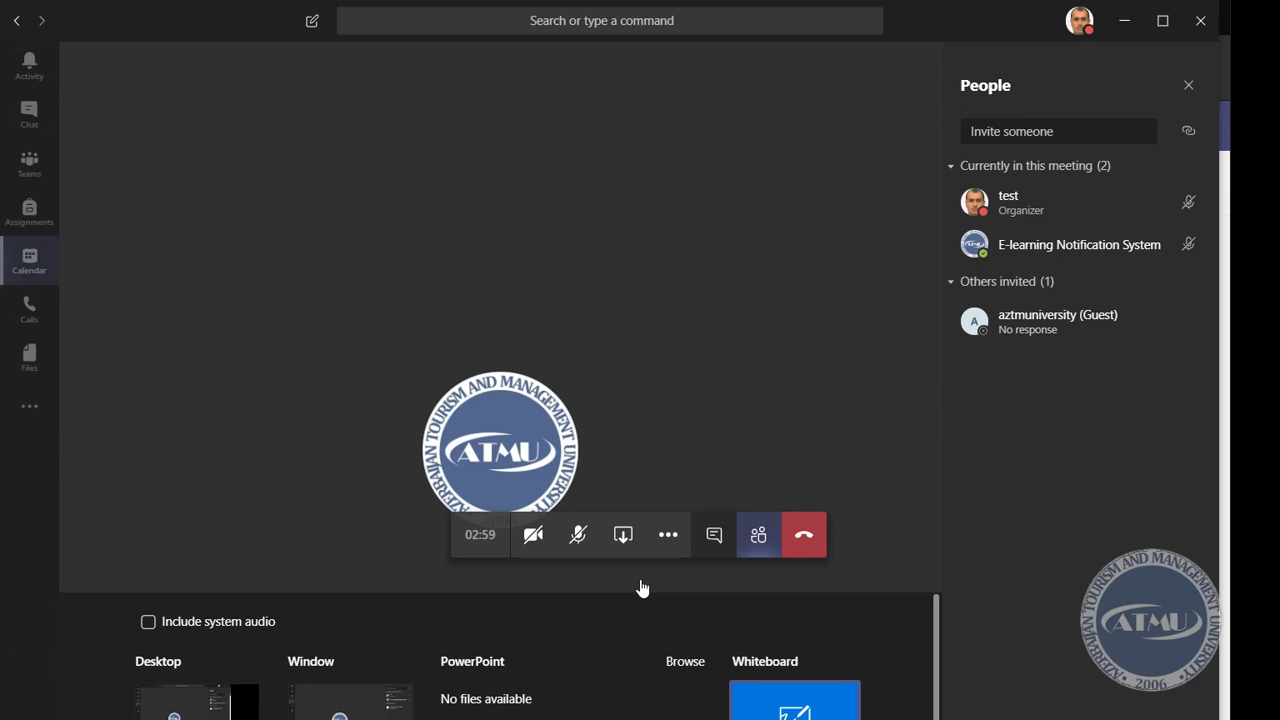 Search or type a command
Activity
Chat
Teams
Assignments
Calendar
Calls
Files
People
Invite someone
Currently in this meeting (2)
test
Organizer
E-learning Notification System
Others invited (1)
A
aztmuniversity (Guest)
No response
AZERBAIJAN TOURISM AND MANAGEMENT UNIVERSITY
ATMU
02:59
Include system audio
Desktop
Window
PowerPoint
Browse
Whiteboard
No files available
AZERBAIJAN TOURISM AND MANAGEMENT UNIVERSITY
ATMU
2006